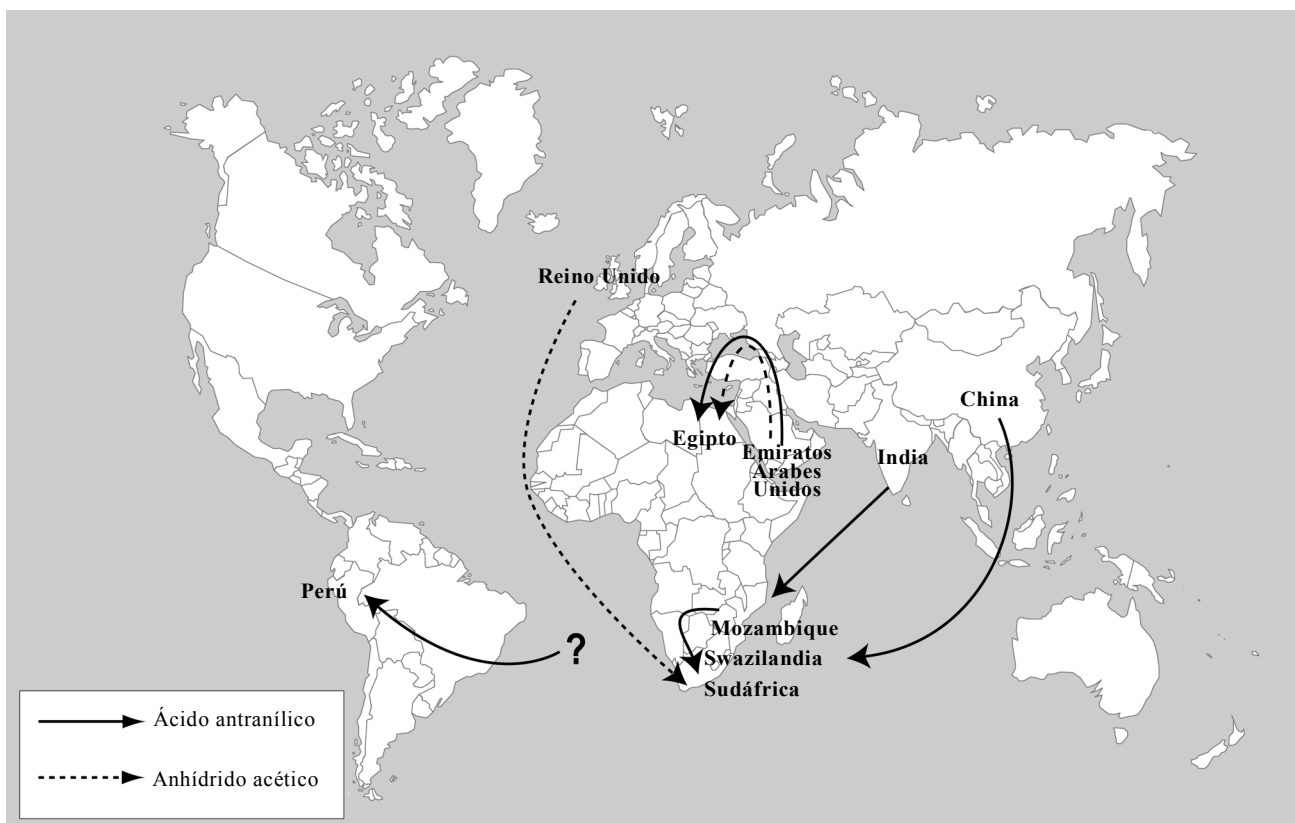 Reino Unido
China
Egipto
Emiratos
Arabes
Unidos
India
Perú
?
Mozambique
Swazilandia
Sudáfrica
Ácido antranílico
Anhídrido acético